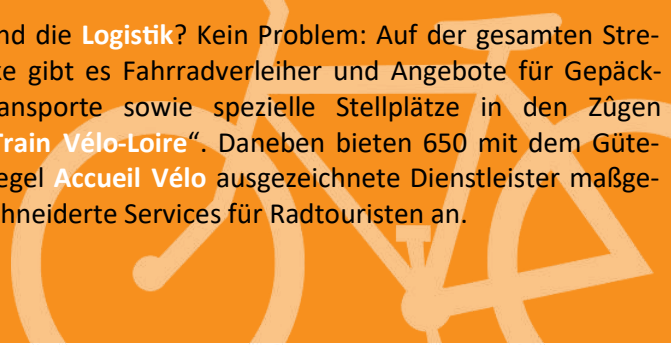 nd die Logistik? Kein Problem: Auf der gesamten Stre-
ke gibt es Fahrradverleiher und Angebote für Gepäck-
ansporte sowie spezielle Stellplätze in den Zûgen
Train Vélo-Loire“. Daneben bieten 650 mit dem Güte-
egel Accueil Vélo ausgezeichnete Dienstleister maßge-
hneiderte Services für Radtouristen an.